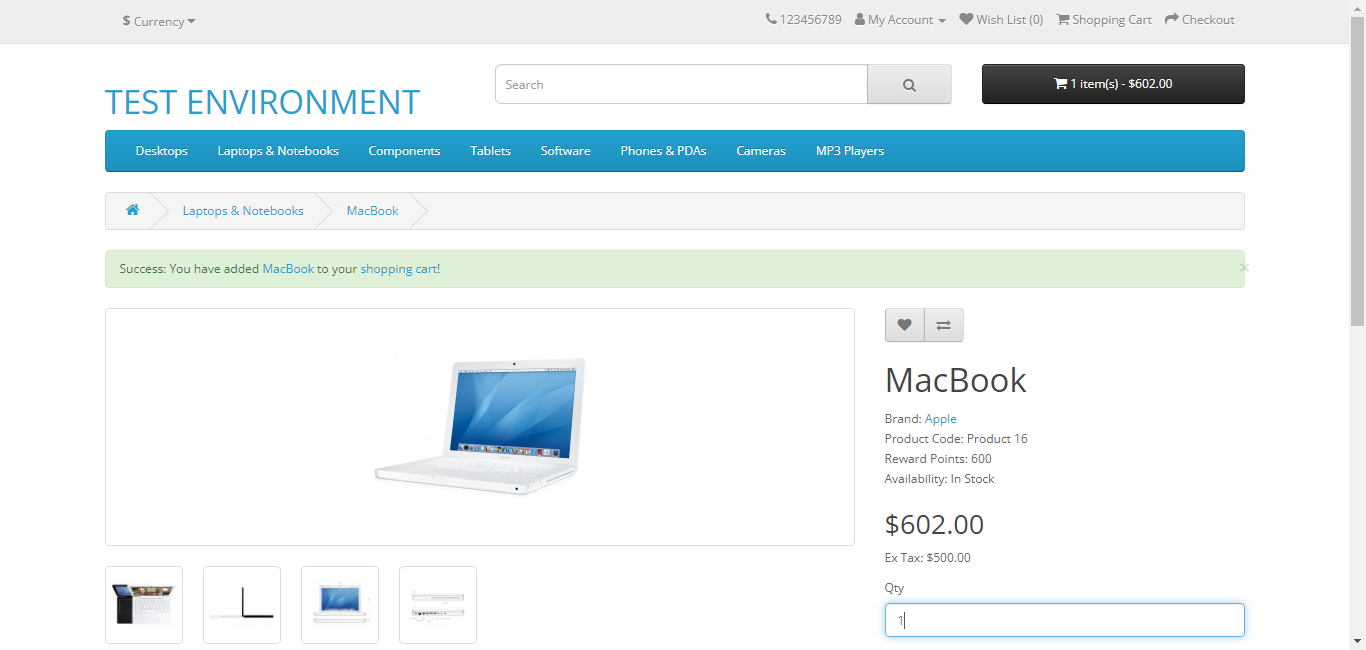 $ Currency
123456789 My Account Wish List (0) Shopping Cart Checkout
TEST ENVIRONMENT
Search
1 item(s) - $602.00
Desktops Laptops & Notebooks Components Tablets Software Phones & PDAs Cameras MP3 Players
Laptops & Notebooks MacBook
Success: You have added MacBook to your shopping cart!
×
MacBook
Brand: Apple
Product Code: Product 16
Reward Points: 600
Availability: In Stock
$602.00
Ex Tax: $500.00
Qty
1